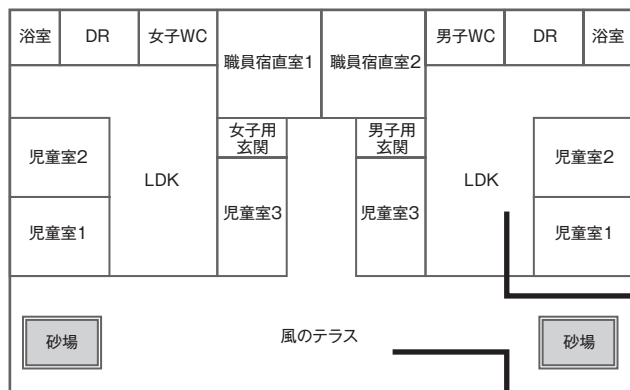 浴室
DR
女子WC
職員宿直室1
職員宿直室2
男子WC
DR
浴室
女子用
玄関
男子用
玄関
児童室2
LDK
児童室3
児童室3
LDK
児童室2
児童室1
児童室1
砂場
風のテラス
砂場